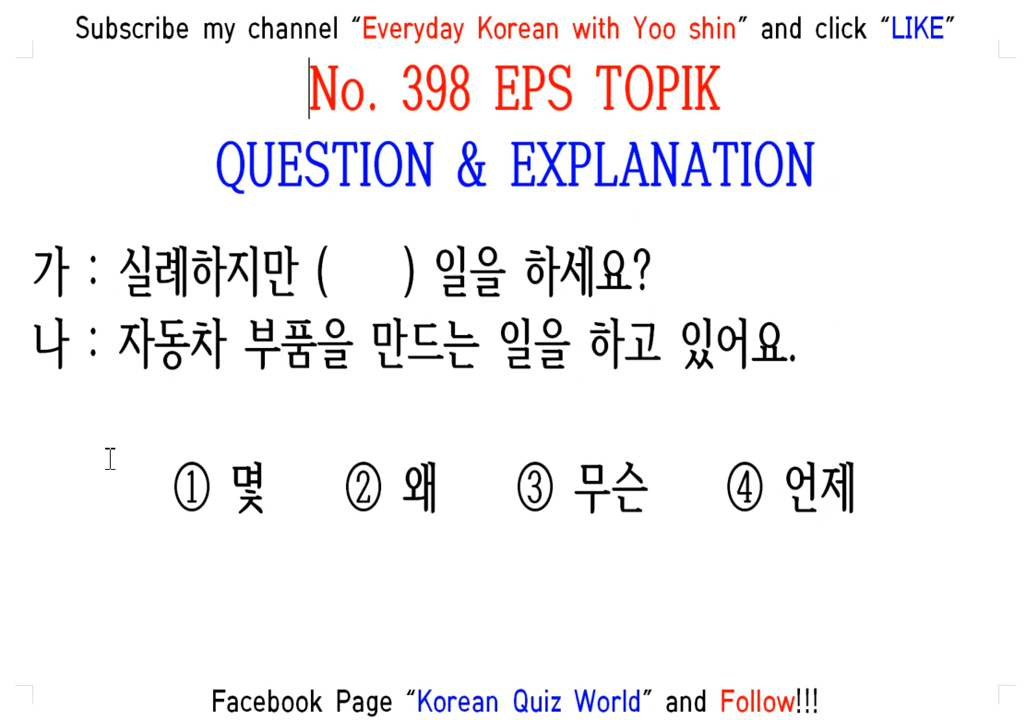 Subscribe my channel “Everyday Korean with Yoo shin” and click “LIKE”
No. 398 EPS TOPIK
QUESTION & EXPLANATION
가 : 실례하지만 (    ) 일을 하세요?
나 : 자동차 부품을 만드는 일을 하고 있어요.
① 몇 ② 왜 ③ 무슨 ④ 언제
Facebook Page “Korean Quiz World” and Follow!!!